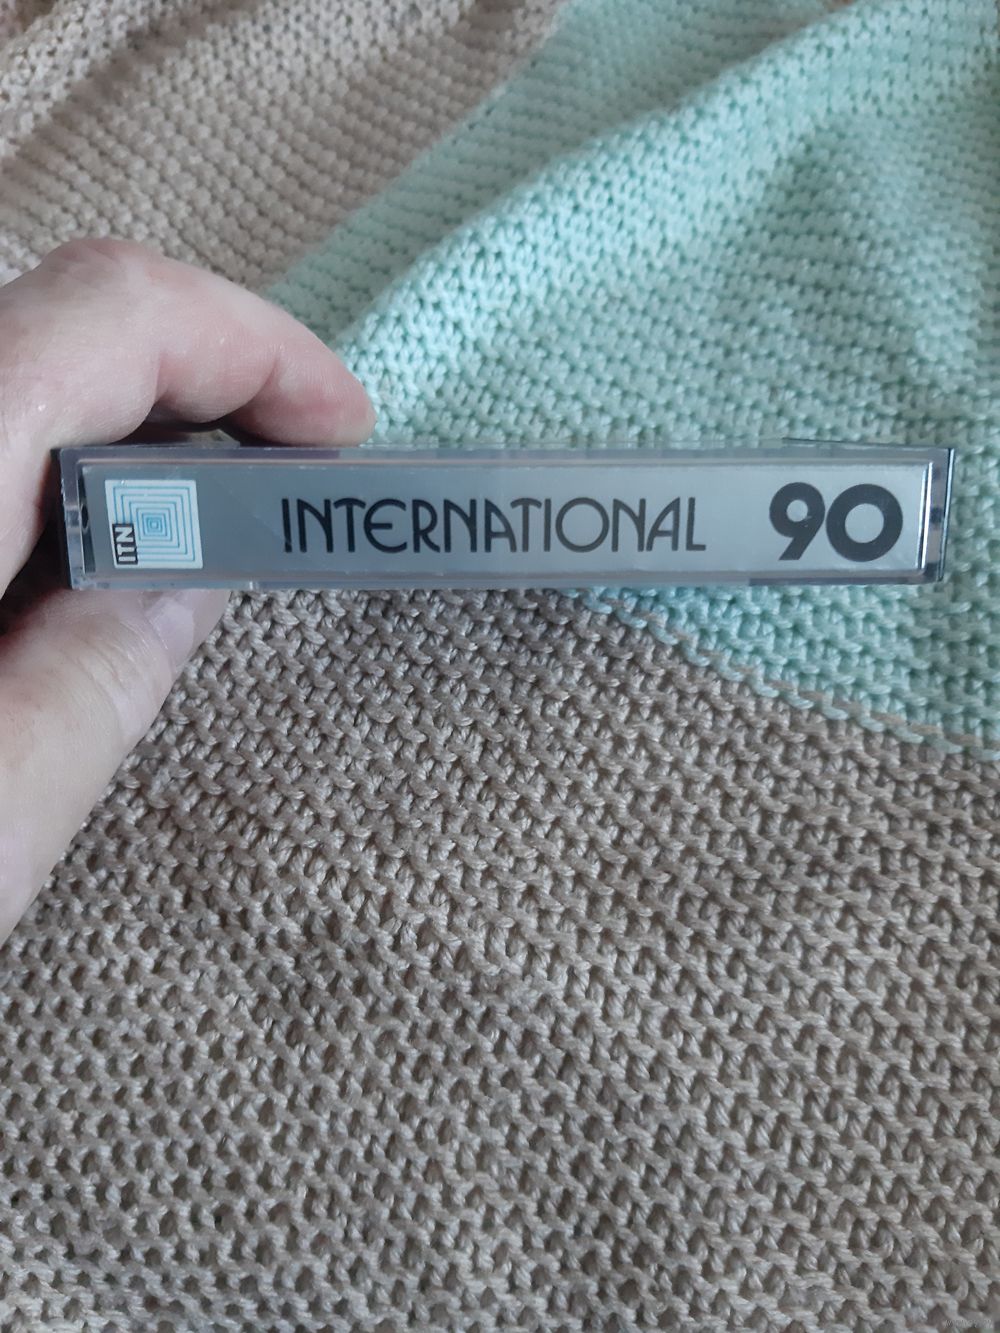 ITN
INTERNATIONAL
90